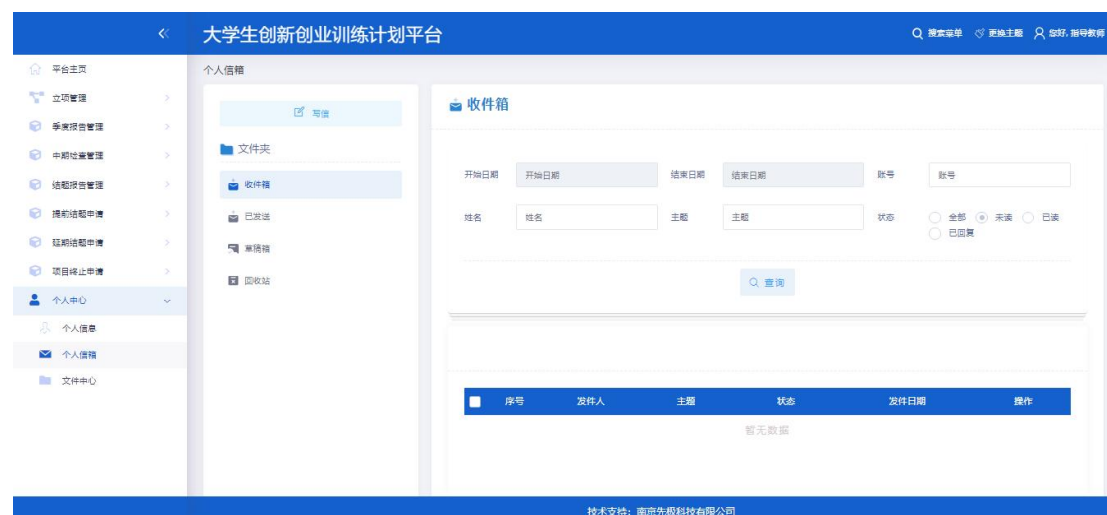 大学生创新创业训练计划平台
搜索菜单 更换主题 您好, 指导教师
平台主页
立项管理
季度报告管理
中期检查管理
结题报告管理
提前结题申请
延期结题申请
项目终止申请
个人中心
个人信息
个人信箱
文件中心
个人信箱
写信
文件夹
收件箱
已发送
草稿箱
回收站
收件箱
开始日期 开始日期 结束日期 结束日期 账号 账号
姓名 姓名 主题 主题 状态 全部 未读 已读
已回复
查询
序号 发件人 主题 状态 发件日期 操作
暂无数据
技术支持：南京先极科技有限公司